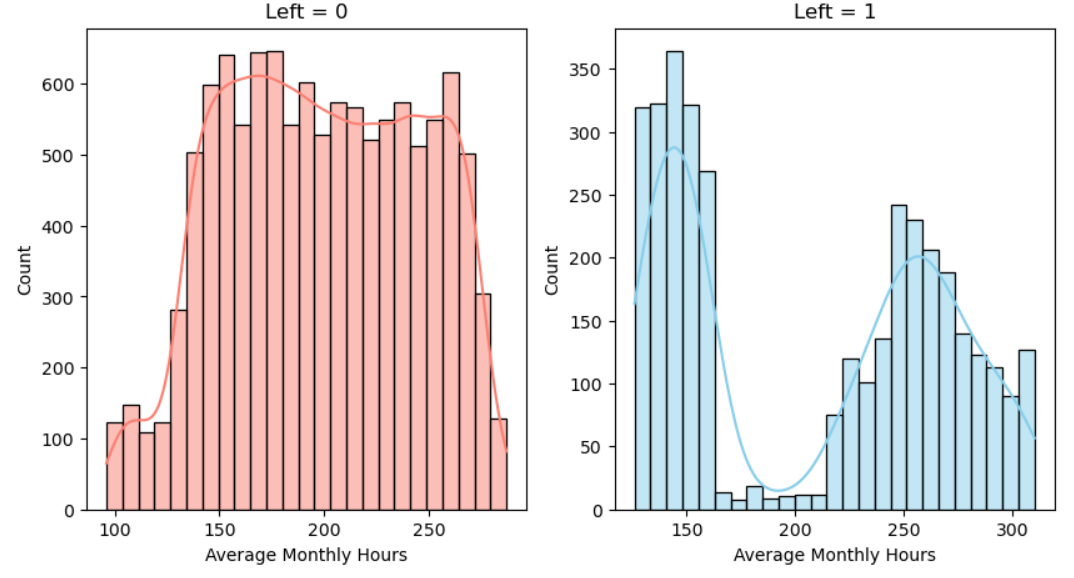 Left = 0
600
500
400
300
200
100
0
Count
100 150 200 250
Average Monthly Hours
Left = 1
350
300
250
200
150
100
50
0
Count
150 200 250 300
Average Monthly Hours